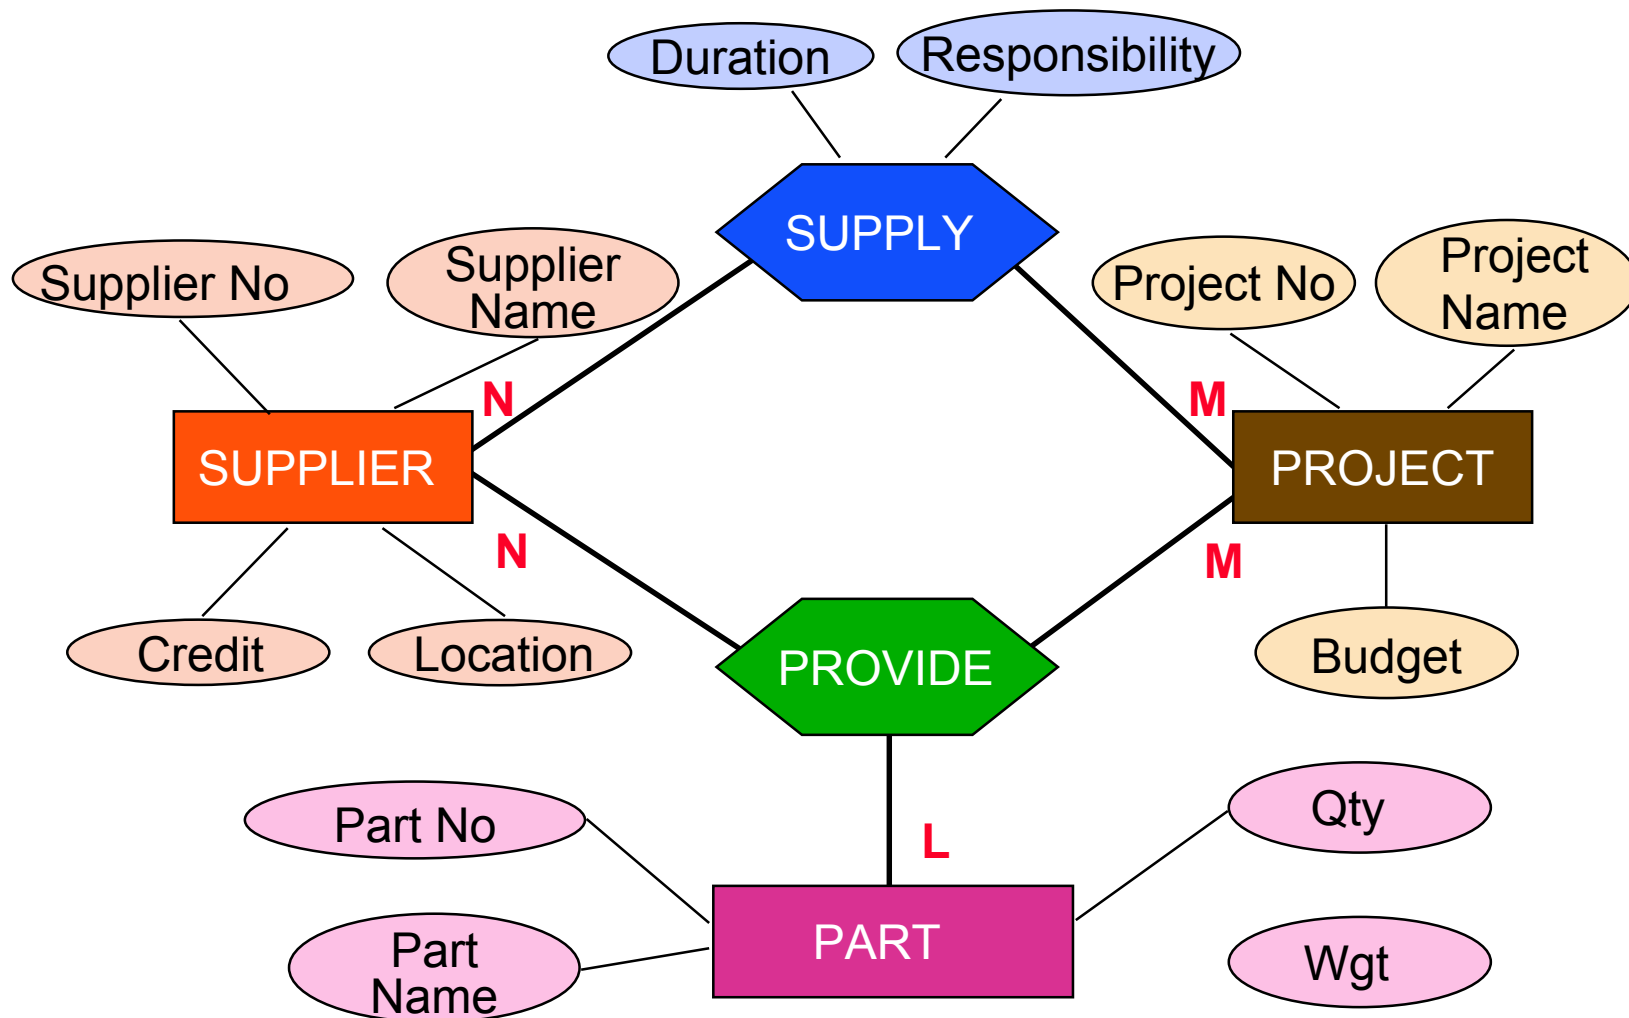 Duration
Responsibility
SUPPLY
Supplier No
Supplier
Name
Project No
Project
Name
N
M
SUPPLIER
PROJECT
N
M
Credit
Location
PROVIDE
Budget
Part No
L
Qty
PART
Part
Name
Wgt